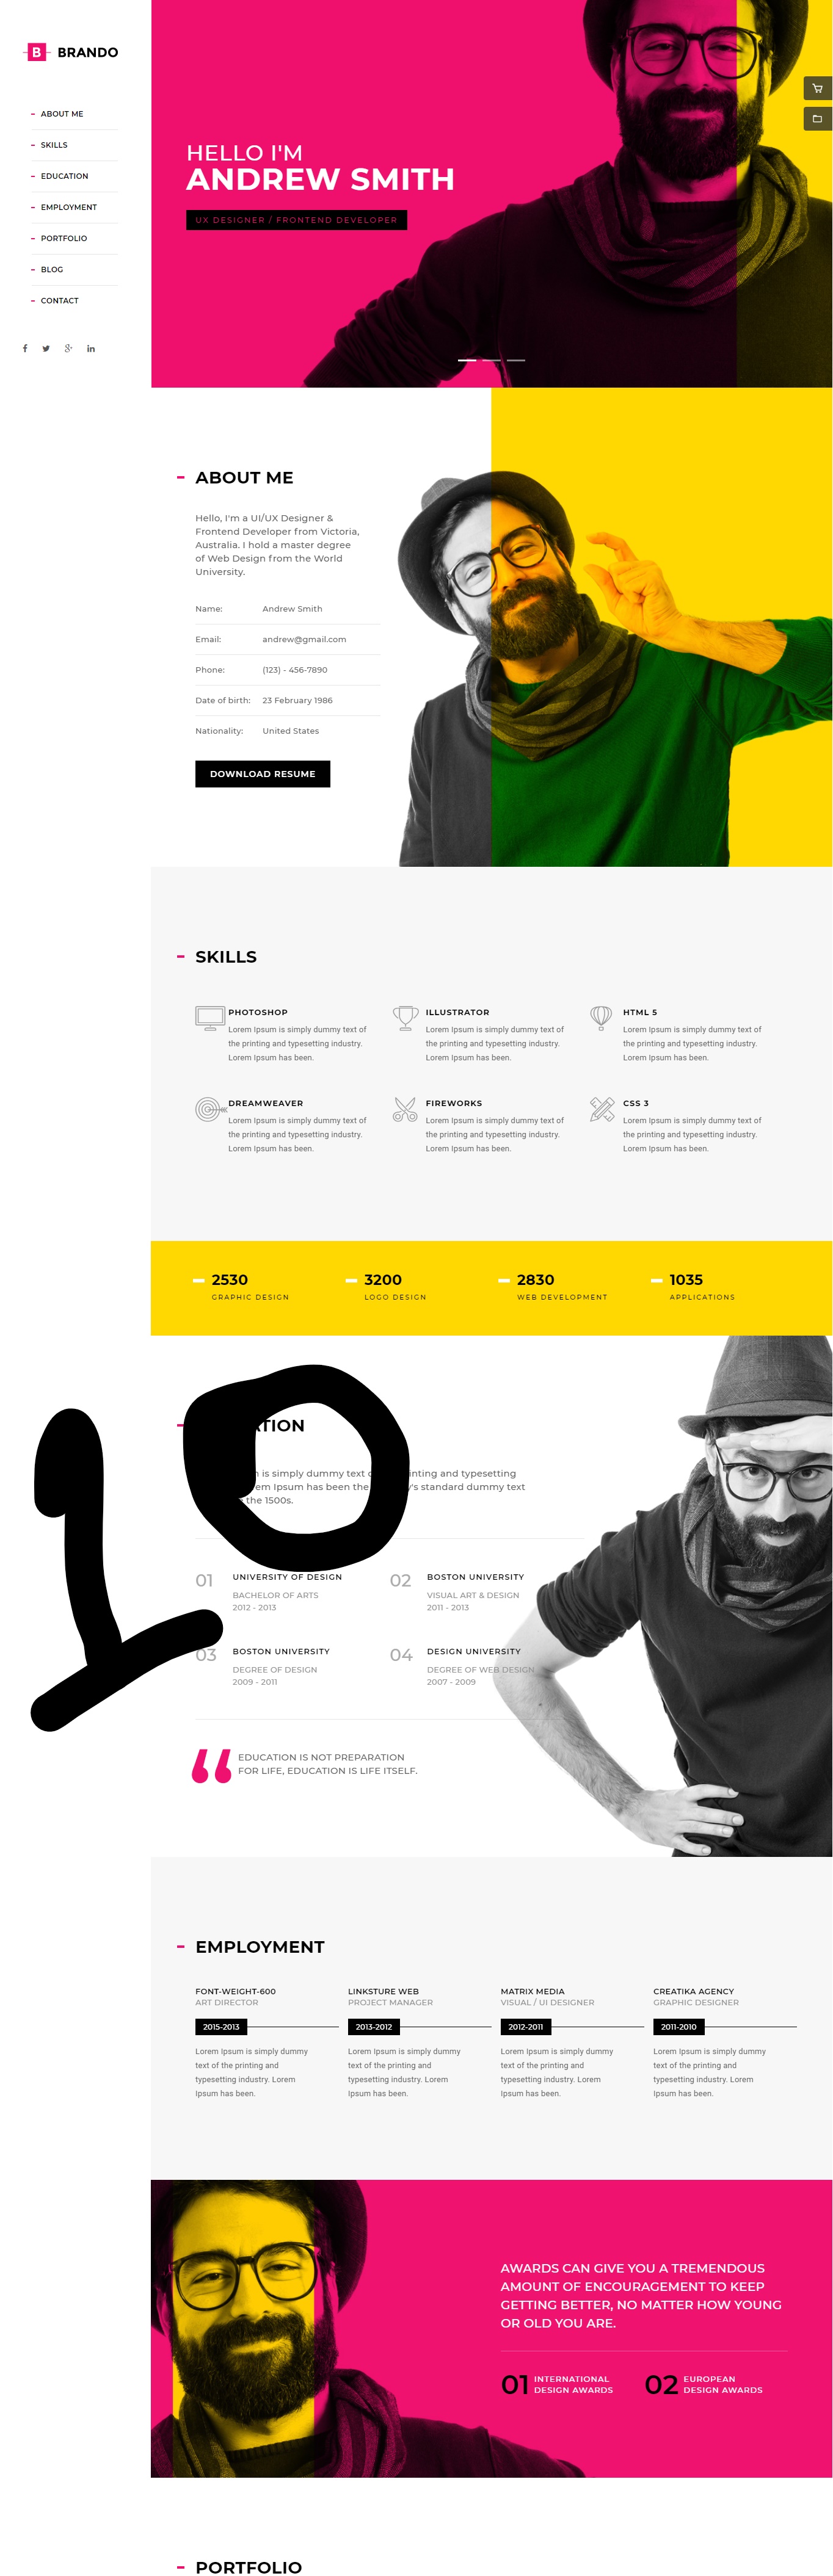 B BRANDO
ABOUT ME
SKILLS
EDUCATION
EMPLOYMENT
PORTFOLIO
BLOG
CONTACT
HELLO I'M
ANDREW SMITH
UX DESIGNER / FRONTEND DEVELOPER
ABOUT ME
Hello, I'm a UI/UX Designer &
Frontend Developer from Victoria,
Australia. I hold a master degree
of Web Design from the World
University.
Name: Andrew Smith
Email: andrew@gmail.com
Phone: (123) - 456-7890
Date of birth: 23 February 1986
Nationality: United States
DOWNLOAD RESUME
SKILLS
PHOTOSHOP
Lorem Ipsum is simply dummy text of
the printing and typesetting industry.
Lorem Ipsum has been.
ILLUSTRATOR
Lorem Ipsum is simply dummy text of
the printing and typesetting industry.
Lorem Ipsum has been.
HTML 5
Lorem Ipsum is simply dummy text of
the printing and typesetting industry.
Lorem Ipsum has been.
DREAMWEAVER
Lorem Ipsum is simply dummy text of
the printing and typesetting industry.
Lorem Ipsum has been.
FIREWORKS
Lorem Ipsum is simply dummy text of
the printing and typesetting industry.
Lorem Ipsum has been.
CSS 3
Lorem Ipsum is simply dummy text of
the printing and typesetting industry.
Lorem Ipsum has been.
2530
GRAPHIC DESIGN
3200
LOGO DESIGN
2830
WEB DEVELOPMENT
1035
APPLICATIONS
10
is simply dummy text typesetting
has been the standard dummy text
the 1500s.
01 UNIVERSITY OF DESIGN
BACHELOR OF ARTS
2012 - 2013
02 BOSTON UNIVERSITY
VISUAL ART & DESIGN
2011 - 2013
03 BOSTON UNIVERSITY
DEGREE OF DESIGN
2009 - 2011
04 DESIGN UNIVERSITY
DEGREE OF WEB DESIGN
2007 - 2009
“ EDUCATION IS NOT PREPARATION
FOR LIFE, EDUCATION IS LIFE ITSELF.
EMPLOYMENT
FONT-WEIGHT-600
ART DIRECTOR
2015-2013
Lorem Ipsum is simply dummy
text of the printing and
typesetting industry. Lorem
Ipsum has been.
LINKSTURE WEB
PROJECT MANAGER
2013-2012
Lorem Ipsum is simply dummy
text of the printing and
typesetting industry. Lorem
Ipsum has been.
MATRIX MEDIA
VISUAL / UI DESIGNER
2012-2011
Lorem Ipsum is simply dummy
text of the printing and
typesetting industry. Lorem
Ipsum has been.
CREATIKA AGENCY
GRAPHIC DESIGNER
2011-2010
Lorem Ipsum is simply dummy
text of the printing and
typesetting industry. Lorem
Ipsum has been.
AWARDS CAN GIVE YOU A TREMENDOUS
AMOUNT OF ENCOURAGEMENT TO KEEP
GETTING BETTER, NO MATTER HOW YOUNG
OR OLD YOU ARE.
01 INTERNATIONAL
DESIGN AWARDS
02 EUROPEAN
DESIGN AWARDS
PORTFOLIO